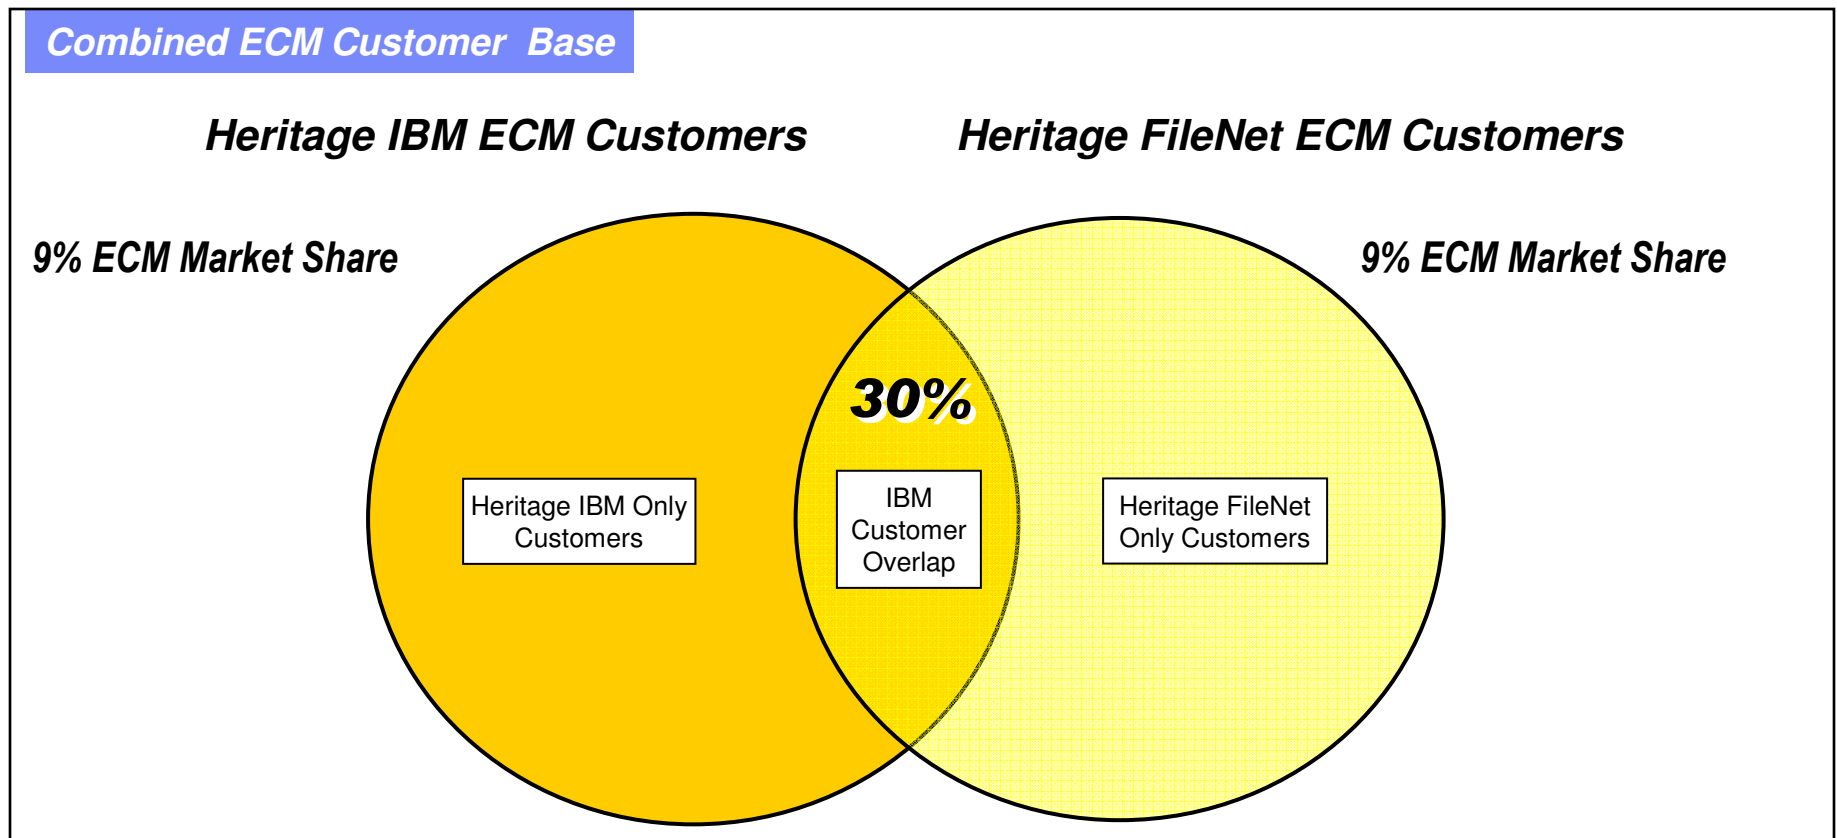 Combined ECM Customer Base
Heritage IBM ECM Customers
Heritage FileNet ECM Customers
9% ECM Market Share
9% ECM Market Share
30%
Heritage IBM Only
Customers
IBM
Customer
Overlap
Heritage FileNet
Only Customers